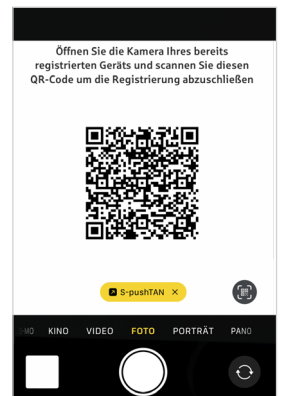 Öffnen Sie die Kamera Ihres bereits
registrierten Geräts und scannen Sie diesen
QR-Code um die Registrierung abzuschließen
S-pushTAN ×
KINO VIDEO FOTO PORTRÄT PANO